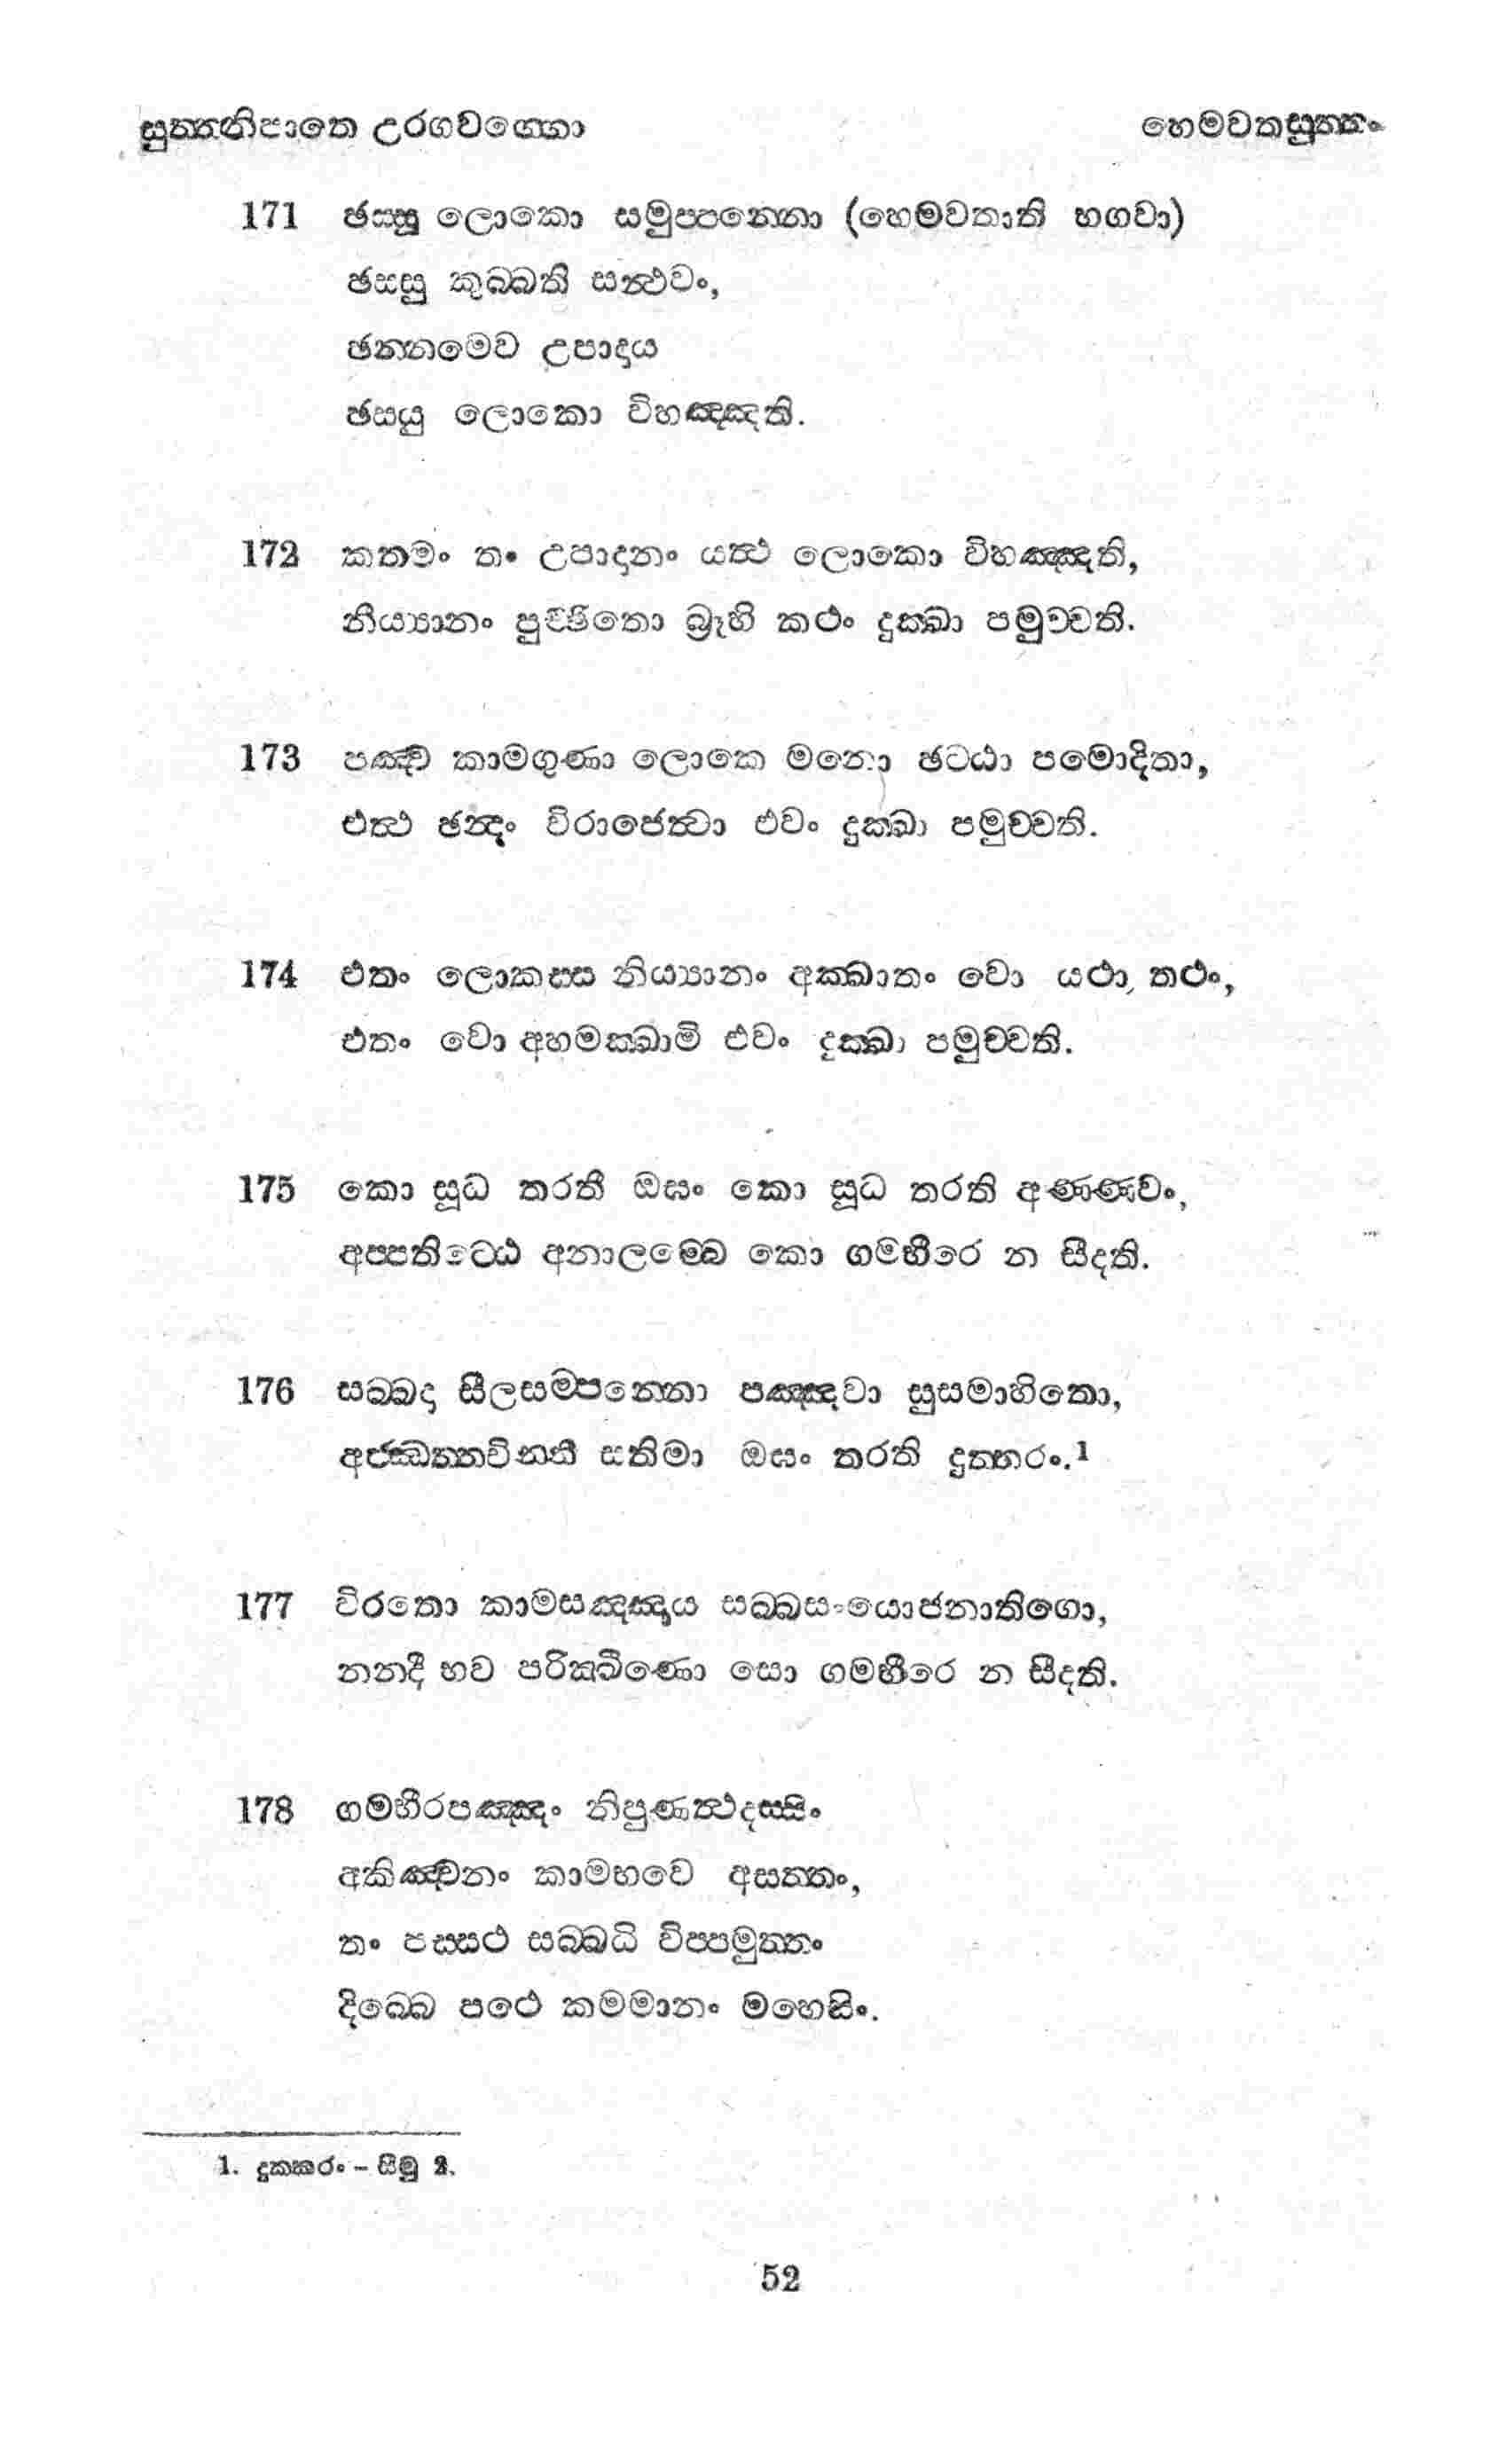 සුත්තනිපාතෙ උරගවග්ගො හෙමවතසුත්තං
171 ඡස්සු ලොකො සමුප්පන්නො (හෙමවතාති භගවා)
ඡස්සු කුබ්බති සන්ථවං,
ඡන්නමෙව උපාදාය
ඡස්සු ලොකො විහඤ්ඤති.
172 කතමං තං උපාදානං යත්ථ ලොකො විහඤ්ඤති,
නීය්‍යානං පුච්ඡිතො බ්‍රෑහි කථං දුක්ඛා පමුච්චති.
173 පඤ්ච කාමගුණා ලොකෙ මනො ඡට්ඨා පමොදිතා,
එත්ථ ඡන්දං විරාජෙත්වා එවං දුක්ඛා පමුච්චති.
174 එතං ලොකස්ස නිය්‍යානං අක්ඛාතං වො යථා තථං,
එතං වො අහමක්ඛාමි එවං දුක්ඛා පමුච්චති.
175 කො සූධ තරතී ඔඝං කො සූධ තරති අණ්ණවං,
අප්පතිට්ඨෙ අනාලම්බෙ කො ගම්භීරෙ න සීදති.
176 සබ්බදා සීලසම්පන්නො පඤ්ඤවා සුසමාහිතො,
අජ්ඣත්තචින්තී සතිමා ඔඝං තරති දුත්තරං.1
177 විරතො කාමසඤ්ඤාය සබ්බසංයොජනාතිගො,
නන්දී භව පරික්ඛීණො සො ගම්භීරෙ න සීදති.
178 ගම්භීරපඤ්ඤං නිපුණත්ථදස්සිං
අකිඤ්චනං කාමභවෙ අසත්තං,
තං පස්සථ සබ්බධි විප්පමුත්තං
දිබ්බෙ පථෙ කමමානං මහෙසිං.
1. දුක්කරං - සීමු 2.
52